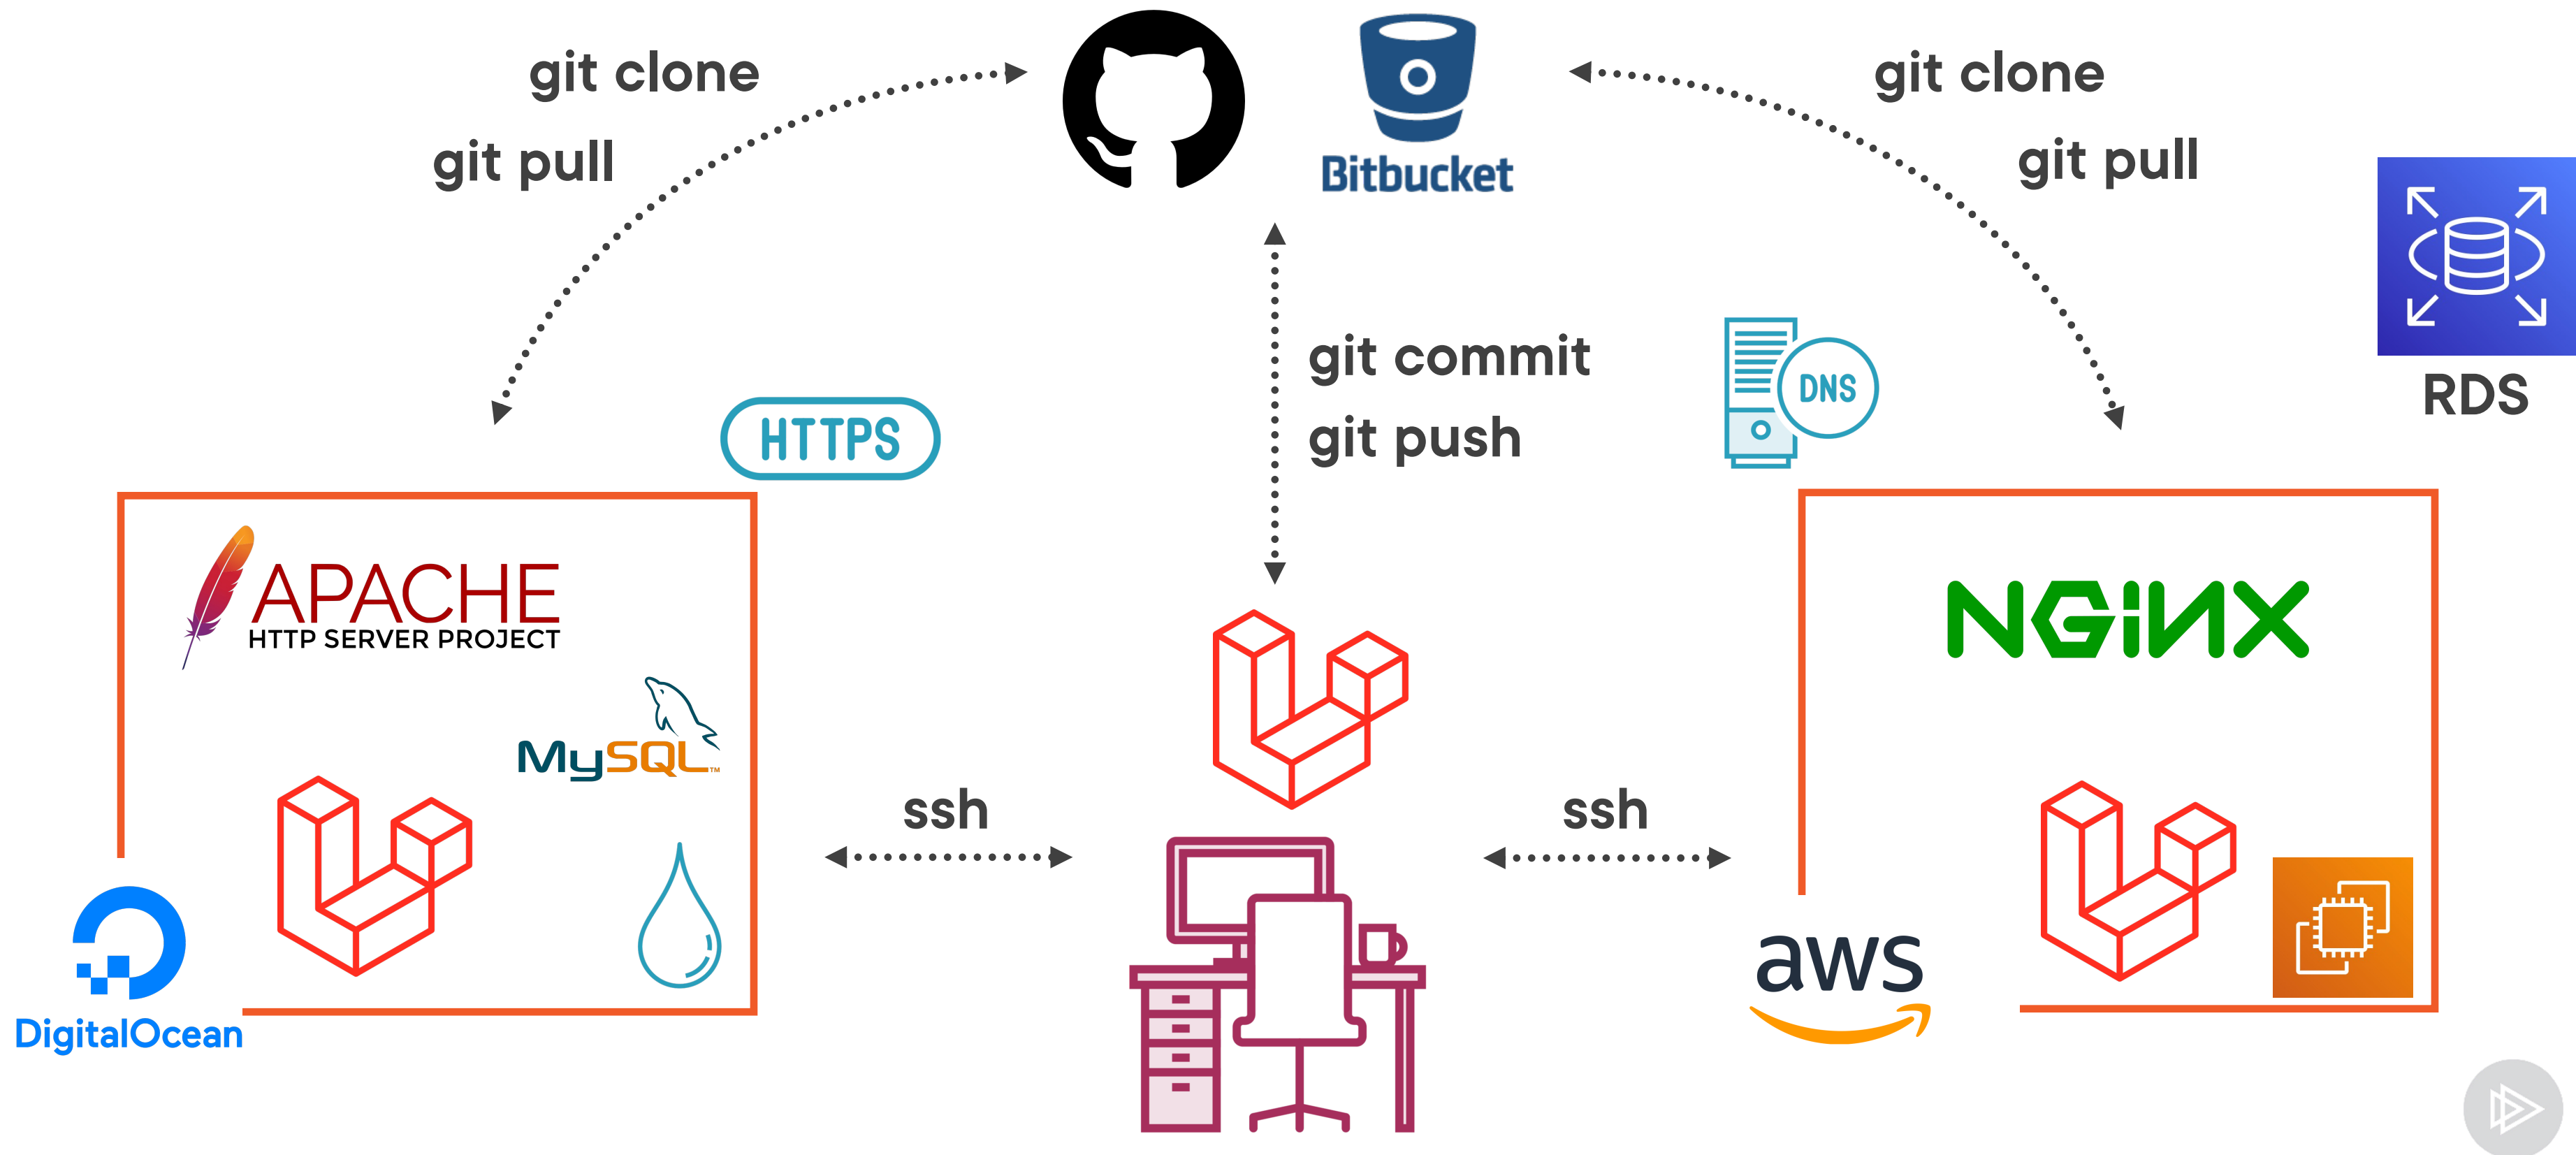 git clone
git pull
Bitbucket
git clone
git pull
RDS
git commit
git push
DNS
HTTPS
APACHE
HTTP SERVER PROJECT
MySQL™
NGiNX
ssh
ssh
DigitalOcean
aws